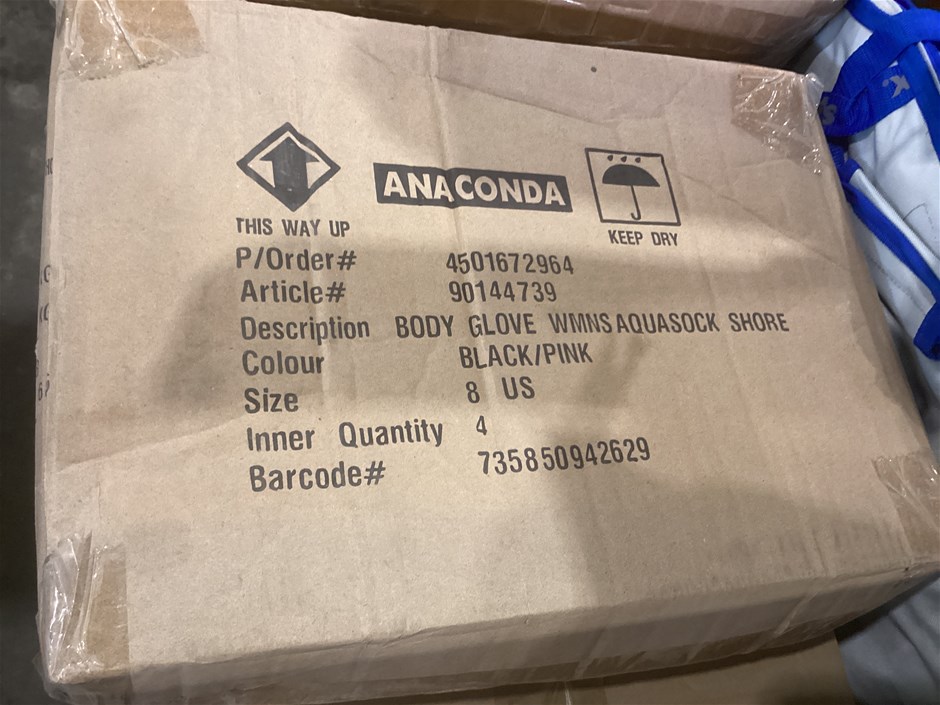 ANACONDA
THIS WAY UP
KEEP DRY
P/Order# 4501672964
Article# 90144739
Description BODY GLOVE WMNS AQUASOCK SHORE
Colour BLACK/PINK
Size 8 US
Inner Quantity 4
Barcode# 735850942629